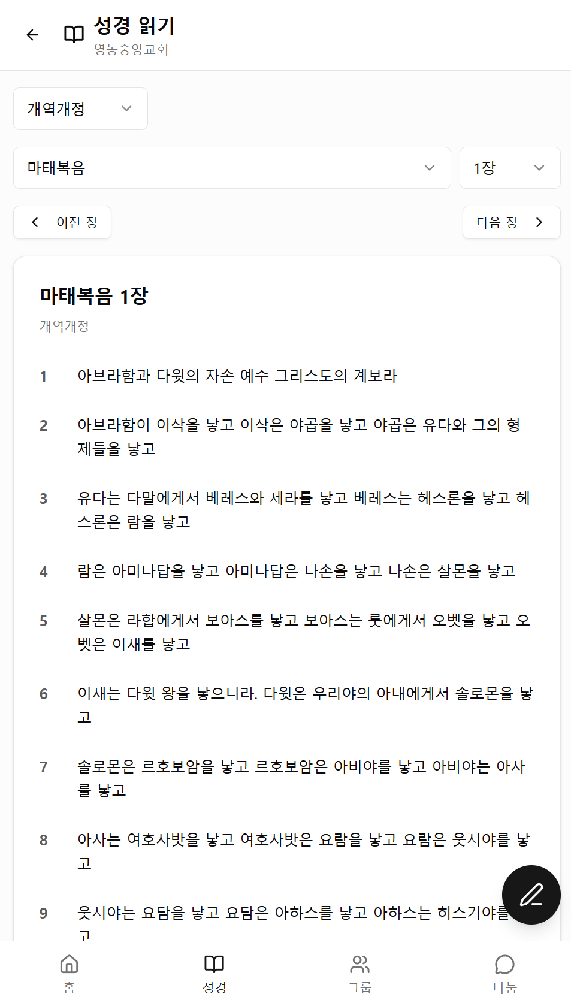 성경 읽기
영동중앙교회
개역개정
마태복음
1장
이전 장
다음 장
마태복음 1장
개역개정
1 아브라함과 다윗의 자손 예수 그리스도의 계보라
2 아브라함이 이삭을 낳고 이삭은 야곱을 낳고 야곱은 유다와 그의 형
제들을 낳고
3 유다는 다말에게서 베레스와 세라를 낳고 베레스는 헤스론을 낳고 헤
스론은 람을 낳고
4 람은 아미나답을 낳고 아미나답은 나손을 낳고 나손은 살몬을 낳고
5 살몬은 라합에게서 보아스를 낳고 보아스는 룻에게서 오벳을 낳고 오
벳은 이새를 낳고
6 이새는 다윗 왕을 낳으니라. 다윗은 우리야의 아내에게서 솔로몬을 낳
고
7 솔로몬은 르호보암을 낳고 르호보암은 아비야를 낳고 아비야는 아사
를 낳고
8 아사는 여호사밧을 낳고 여호사밧은 요람을 낳고 요람은 웃시야를 낳
고
9 웃시야는 요담을 낳고 요담은 아하스를 낳고 아하스는 히스기야를
고
홈
성경
그룹
나눔